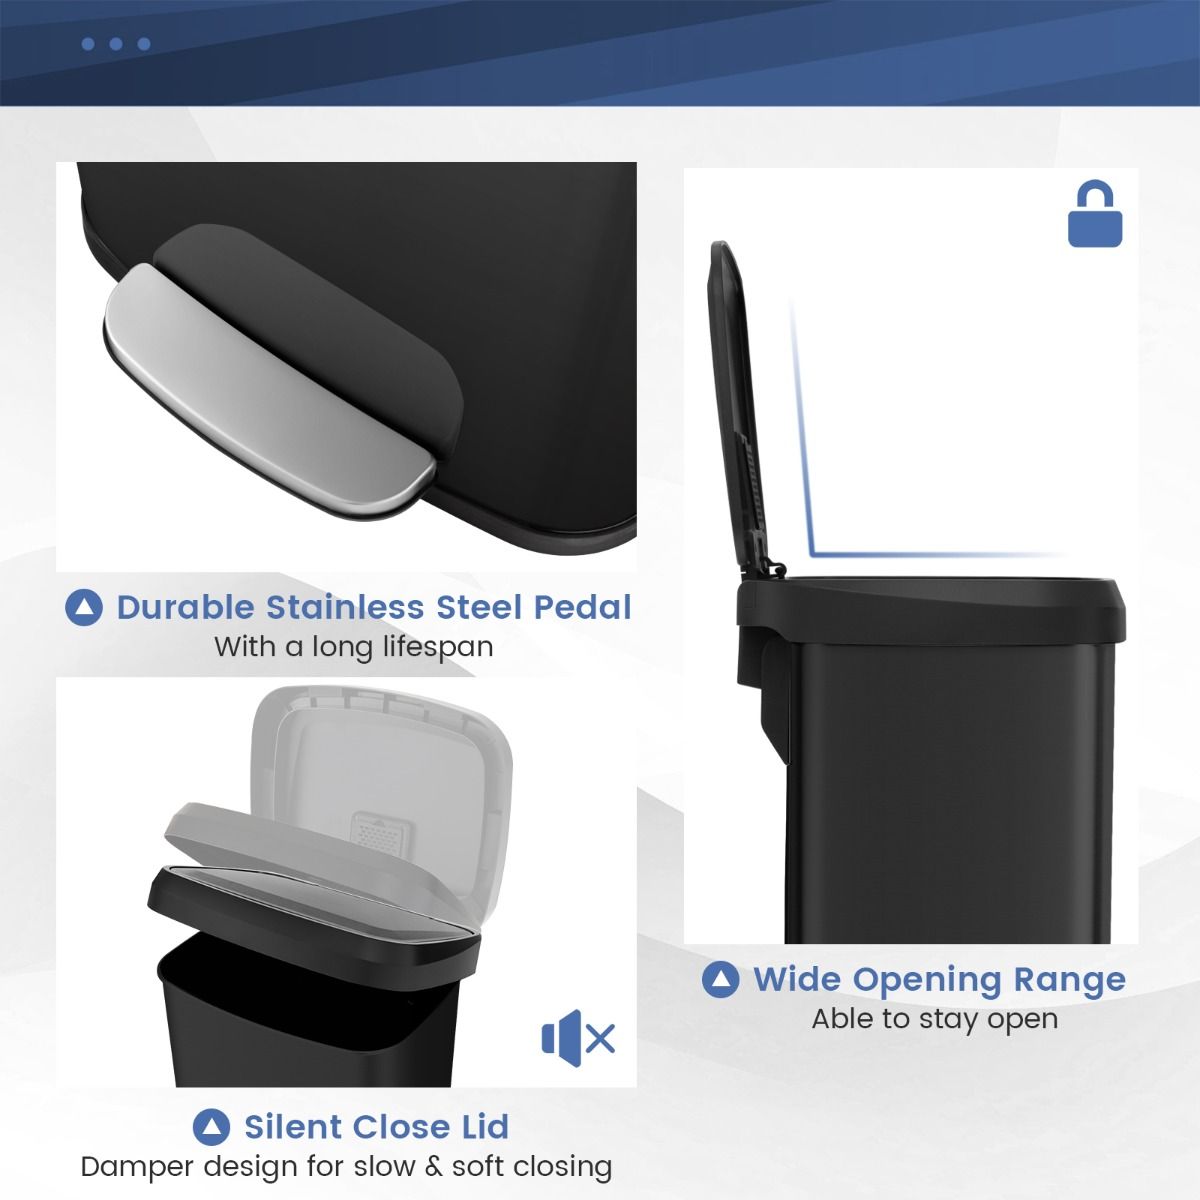 Durable Stainless Steel Pedal
With a long lifespan
Silent Close Lid
Damper design for slow & soft closing
Wide Opening Range
Able to stay open